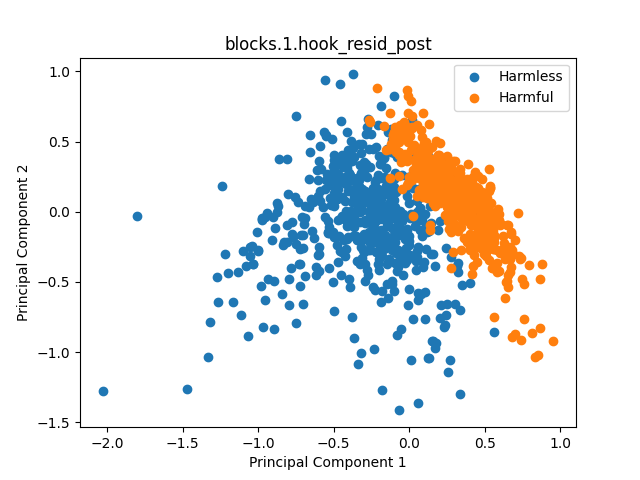 blocks.1.hook_resid_post
Harmless
Harmful
1.0
0.5
0.0
−0.5
−1.0
−1.5
Principal Component 2
−2.0 −1.5 −1.0 −0.5 0.0 0.5 1.0
Principal Component 1